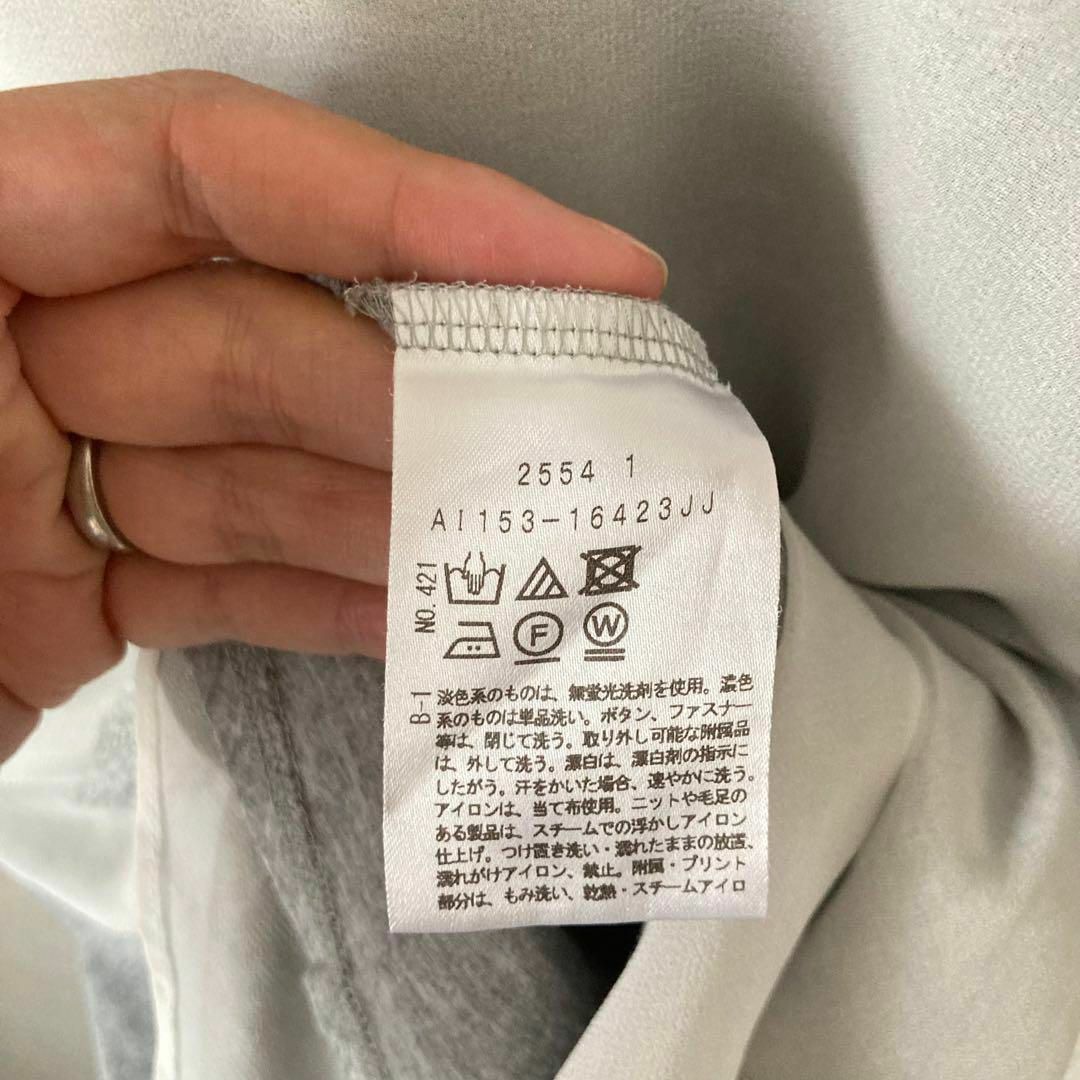 2554 1
AI153-16423JJ
NO.421
F W
B-1
淡色系のものは、無蛍光洗剤を使用。濃色
系のものは単品洗い。ボタン、ファスナー
等は、閉じて洗う。取り外し可能な附属品
は、外して洗う。漂白は、漂白剤の指示に
したがう。汗をかいた場合、速やかに洗う。
アイロンは、当て布使用。ニットや毛足の
ある製品は、スチームでの浮かしアイロン
仕上げ。つけ置き洗い・濡れたままの放置、
濡れがけアイロン、禁止。附属・プリント
部分は、もみ洗い、乾熱・スチームアイロ